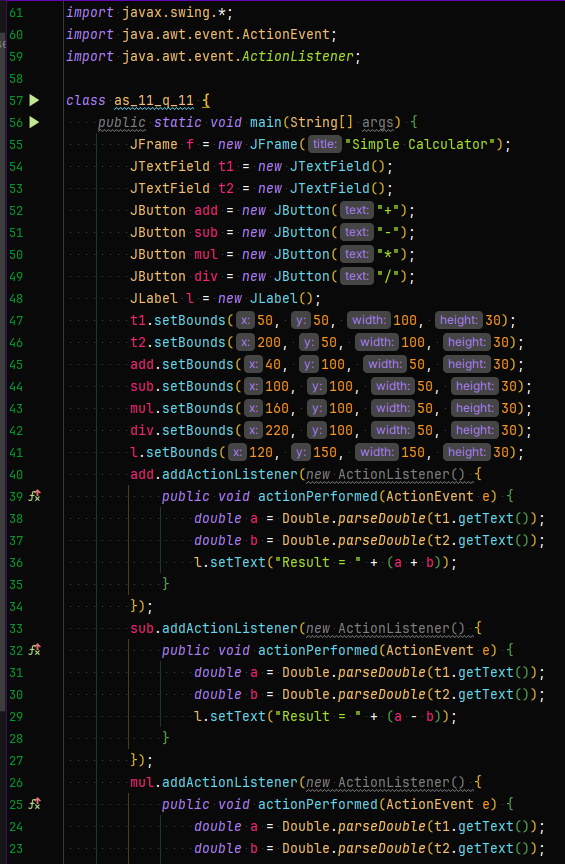 61 import javax.swing.*;
60 import java.awt.event.ActionEvent;
59 import java.awt.event.ActionListener;
58
57 class as_11_q_11 {
56 public static void main(String[] args) {
55 JFrame f = new JFrame( title: "Simple Calculator");
54 JTextField t1 = new JTextField();
53 JTextField t2 = new JTextField();
52 JButton add = new JButton( text: "+");
51 JButton sub = new JButton( text: "-");
50 JButton mul = new JButton( text: "*");
49 JButton div = new JButton( text: "/");
48 JLabel l = new JLabel();
47 t1.setBounds( x: 50, y: 50, width: 100, height: 30);
46 t2.setBounds( x: 200, y: 50, width: 100, height: 30);
45 add.setBounds( x: 40, y: 100, width: 50, height: 30);
44 sub.setBounds( x: 100, y: 100, width: 50, height: 30);
43 mul.setBounds( x: 160, y: 100, width: 50, height: 30);
42 div.setBounds( x: 220, y: 100, width: 50, height: 30);
41 l.setBounds( x: 120, y: 150, width: 150, height: 30);
40 add.addActionListener(new ActionListener() {
39 public void actionPerformed(ActionEvent e) {
38 double a = Double.parseDouble(t1.getText());
37 double b = Double.parseDouble(t2.getText());
36 l.setText("Result = " + (a + b));
35 }
34 });
33 sub.addActionListener(new ActionListener() {
32 public void actionPerformed(ActionEvent e) {
31 double a = Double.parseDouble(t1.getText());
30 double b = Double.parseDouble(t2.getText());
29 l.setText("Result = " + (a - b));
28 }
27 });
26 mul.addActionListener(new ActionListener() {
25 public void actionPerformed(ActionEvent e) {
24 double a = Double.parseDouble(t1.getText());
23 double b = Double.parseDouble(t2.getText());